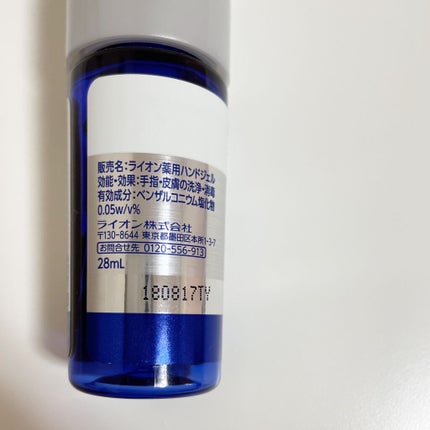 販売名：ライオン薬用ハンドジェル
効能・効果：手指・皮膚の洗浄・消毒
有効成分：ベンザルコニウム塩化物
0.05w/v%
ライオン株式会社
〒130-8644 東京都墨田区本所1-3-7
お問合せ先 0120-556-913
28mL
180817TY